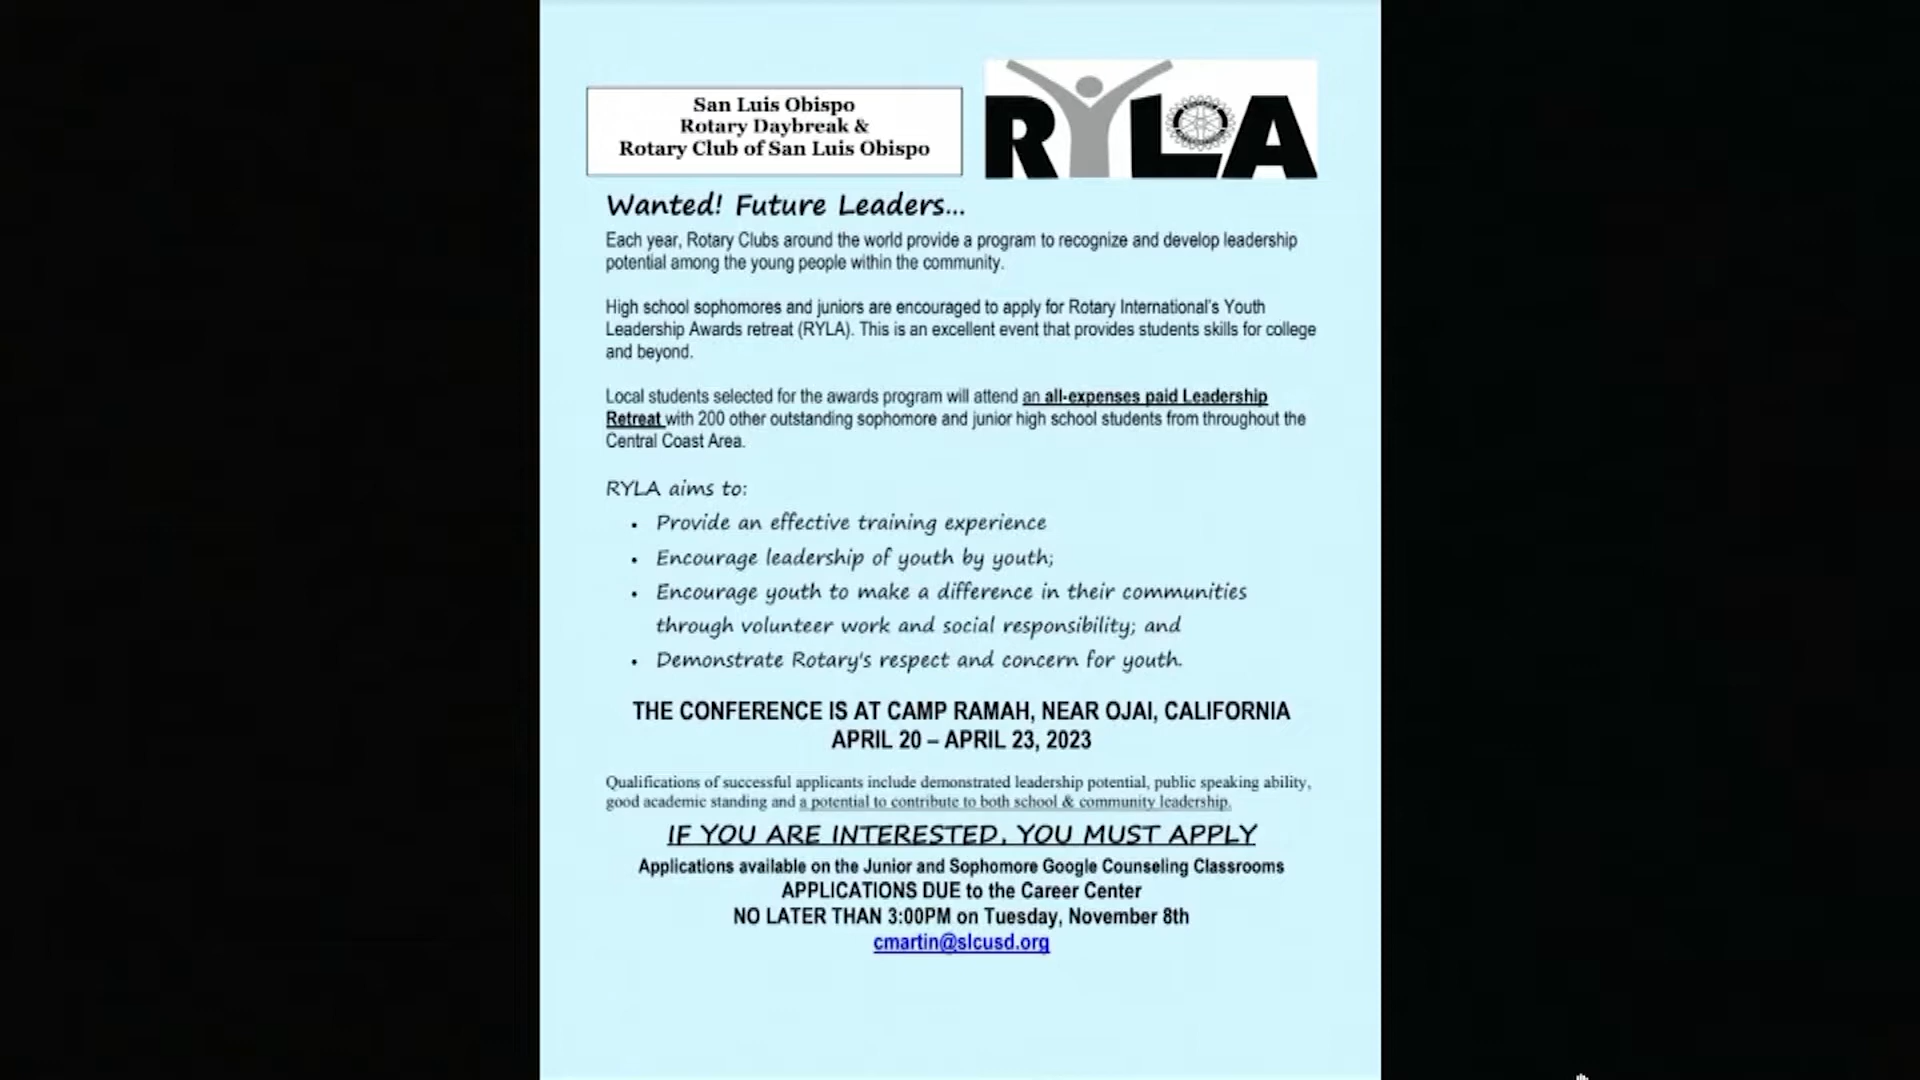 San Luis Obispo
Rotary Daybreak &
Rotary Club of San Luis Obispo
RYLA
Wanted! Future Leaders...
Each year, Rotary Clubs around the world provide a program to recognize and develop leadership
potential among the young people within the community.
High school sophomores and juniors are encouraged to apply for Rotary International's Youth
Leadership Awards retreat (RYLA). This is an excellent event that provides students skills for college
and beyond.
Local students selected for the awards program will attend an all-expenses paid Leadership
Retreat with 200 other outstanding sophomore and junior high school students from throughout the
Central Coast Area.
RYLA aims to:
• Provide an effective training experience
• Encourage leadership of youth by youth;
• Encourage youth to make a difference in their communities
through volunteer work and social responsibility; and
• Demonstrate Rotary's respect and concern for youth.
THE CONFERENCE IS AT CAMP RAMAH, NEAR OJAI, CALIFORNIA
APRIL 20 – APRIL 23, 2023
Qualifications of successful applicants include demonstrated leadership potential, public speaking ability,
good academic standing and a potential to contribute to both school & community leadership.
IF YOU ARE INTERESTED, YOU MUST APPLY
Applications available on the Junior and Sophomore Google Counseling Classrooms
APPLICATIONS DUE to the Career Center
NO LATER THAN 3:00PM on Tuesday, November 8th
cmartin@slcusd.org